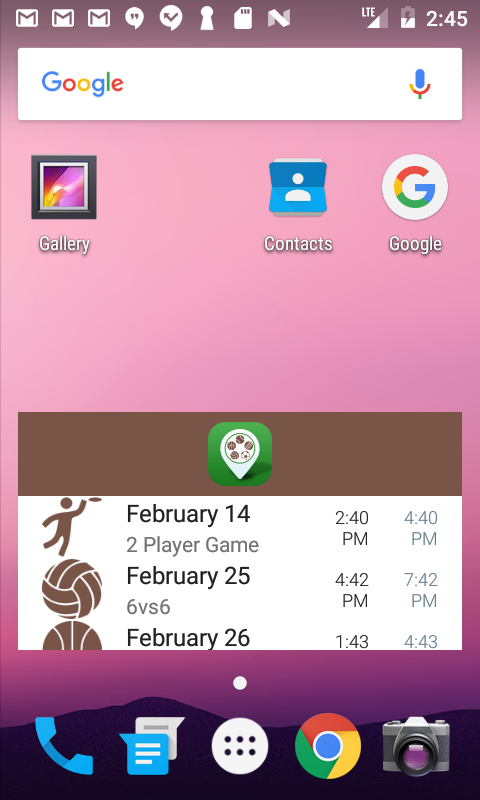 LTE 2:45
Google
Gallery
Contacts
Google
February 14
2:40 PM
4:40 PM
2 Player Game
February 25
4:42 PM
7:42 PM
6vs6
February 26
1:43
4:43